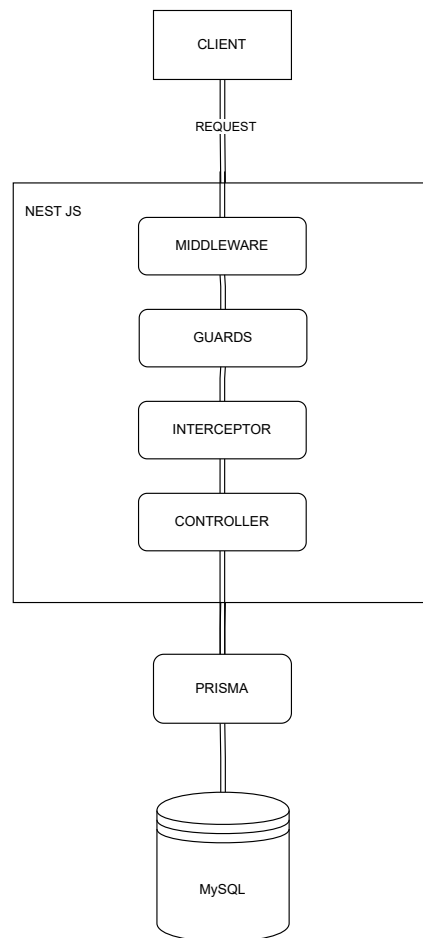 CLIENT
REQUEST
NEST JS
MIDDLEWARE
GUARDS
INTERCEPTOR
CONTROLLER
PRISMA
MySQL